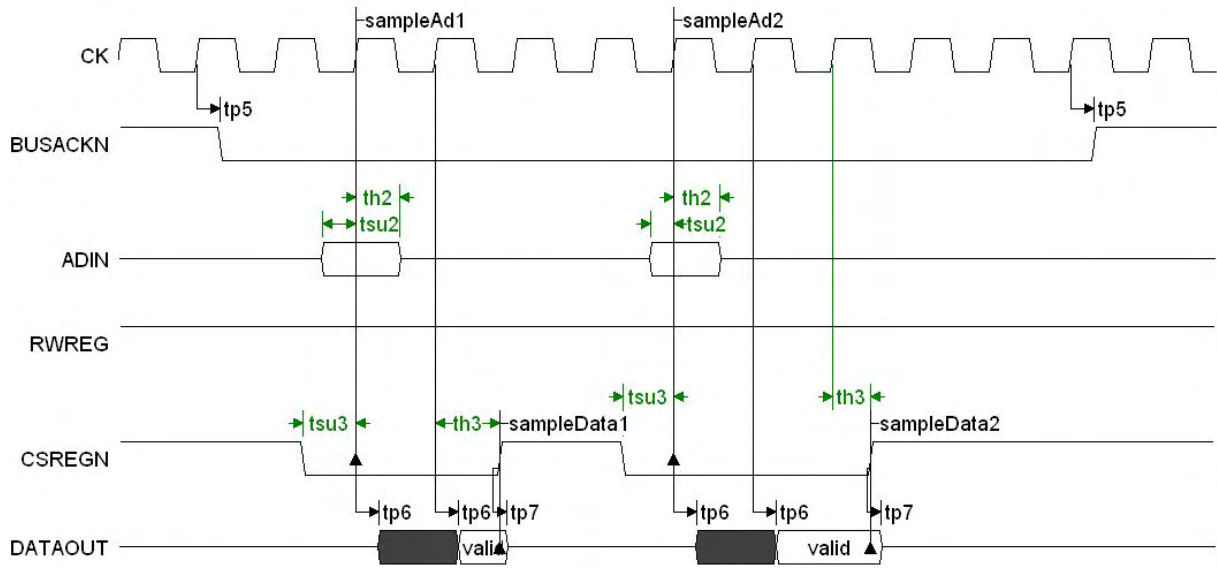 sampleAd1 sampleAd2
CK
tp5 tp5
BUSACKN
th2 th2
tsu2 tsu2
ADIN
RWREG
tsu3 th3 sampleData1 tsu3 th3 sampleData2
CSREGN
tp6 tp6 tp7 tp6 tp6 tp7
DATAOUT valid valid